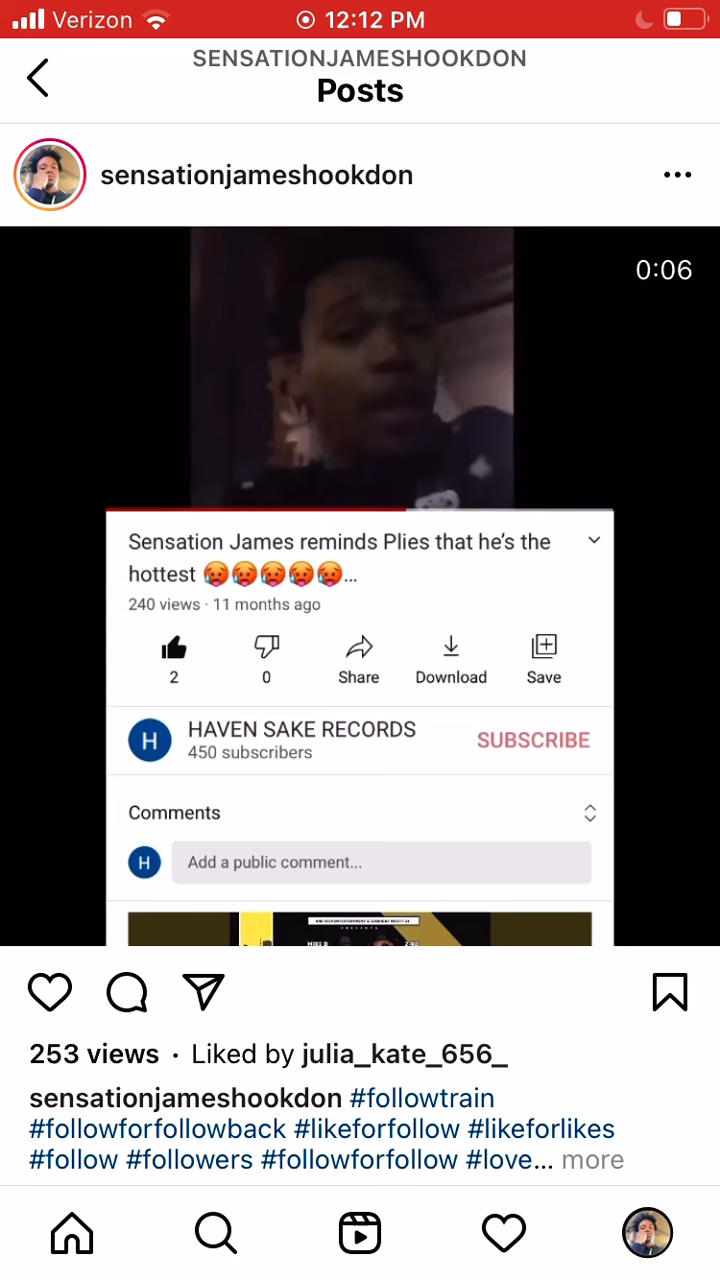 Verizon 12:12 PM
SENSATIONJAMESHOOKDON
Posts
sensationjameshookdon
0:06
Sensation James reminds Plies that he’s the
hottest 🥵🥵🥵🥵🥵...
240 views · 11 months ago
2 0 Share Download Save
H HAVEN SAKE RECORDS SUBSCRIBE
450 subscribers
Comments
H Add a public comment...
PRESENTS
253 views · Liked by julia_kate_656_
sensationjameshookdon #followtrain
#followforfollowback #likeforfollow #likeforlikes
#follow #followers #followforfollow #love... more